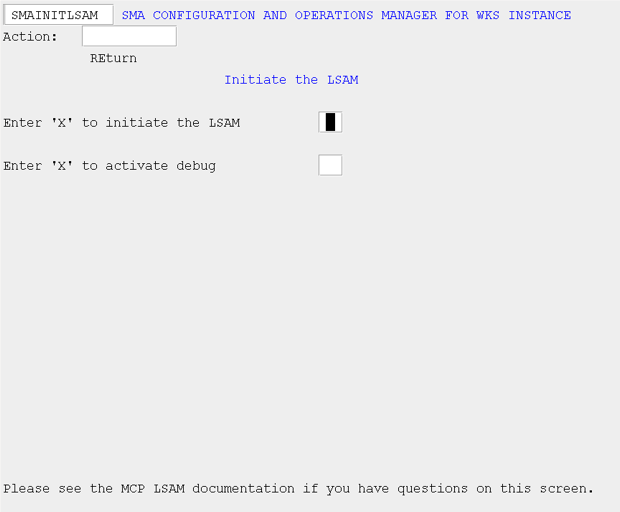 SMAINITLSAM SMA CONFIGURATION AND OPERATIONS MANAGER FOR WKS INSTANCE
Action:
REturn
Initiate the LSAM
Enter 'X' to initiate the LSAM
Enter 'X' to activate debug
Please see the MCP LSAM documentation if you have questions on this screen.